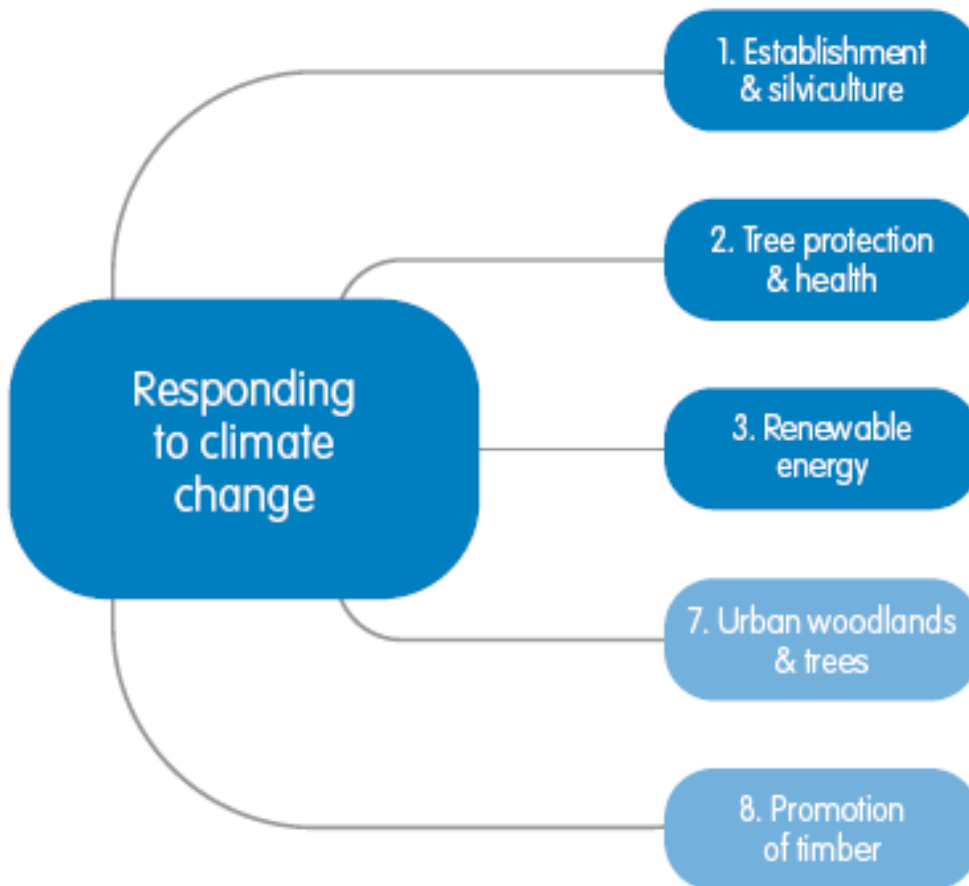 1. Establishment
& silviculture
2. Tree protection
& health
Responding
to climate
change
3. Renewable
energy
7. Urban woodlands
& trees
8. Promotion
of timber